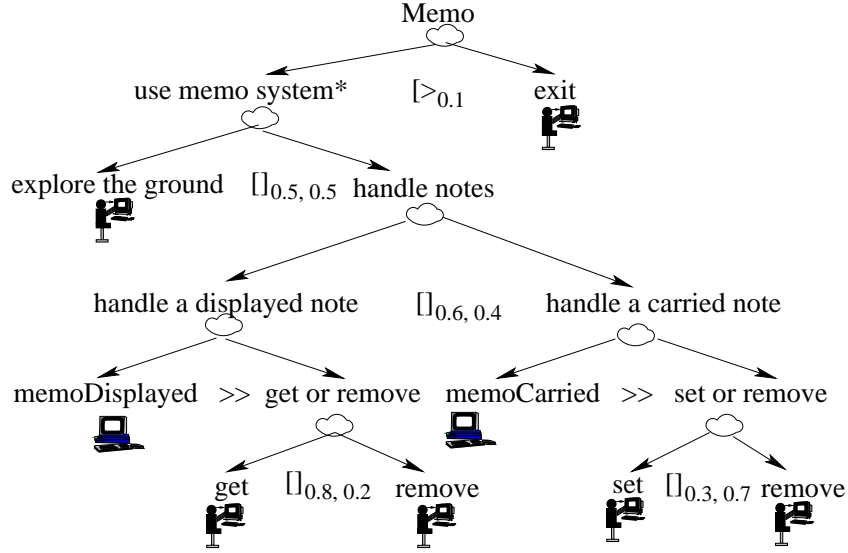 Memo
use memo system* [>0.1 exit
explore the ground []0.5, 0.5 handle notes
handle a displayed note []0.6, 0.4 handle a carried note
memoDisplayed >> get or remove memoCarried >> set or remove
get []0.8, 0.2 remove set []0.3, 0.7 remove